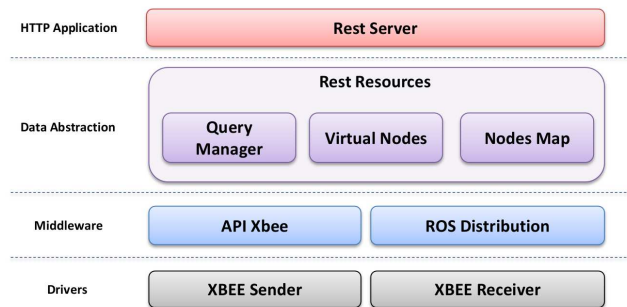 HTTP Application
Rest Server
Rest Resources
Data Abstraction
Query
Manager
Virtual Nodes
Nodes Map
Middleware
API Xbee
ROS Distribution
Drivers
XBEE Sender
XBEE Receiver